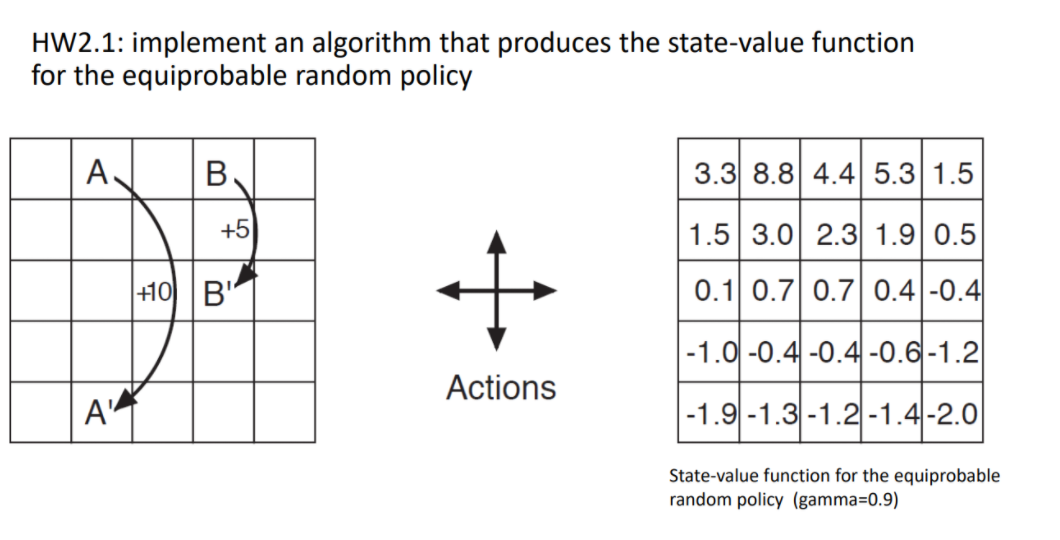 HW2.1: implement an algorithm that produces the state-value function
for the equiprobable random policy
A B
+5
+10 B'
A'
Actions
3.3 8.8 4.4 5.3 1.5
1.5 3.0 2.3 1.9 0.5
0.1 0.7 0.7 0.4 -0.4
-1.0 -0.4 -0.4 -0.6 -1.2
-1.9 -1.3 -1.2 -1.4 -2.0
State-value function for the equiprobable
random policy (gamma=0.9)